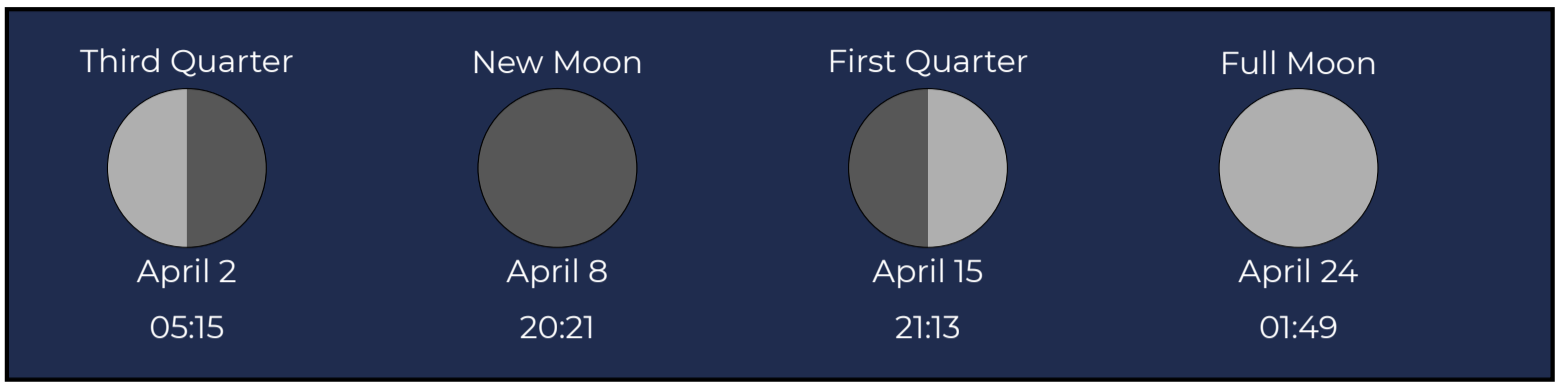 Third Quarter
April 2
05:15
New Moon
April 8
20:21
First Quarter
April 15
21:13
Full Moon
April 24
01:49